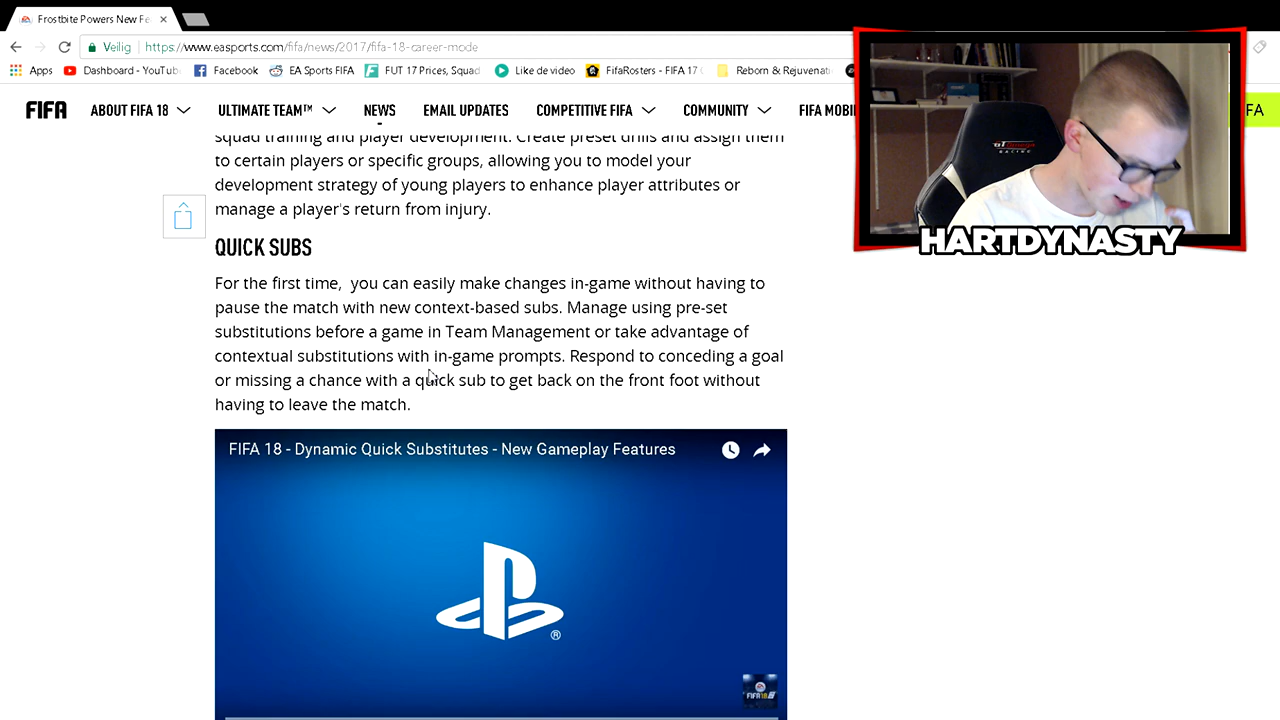 Frostbite Powers New Fe
Veilig https://www.easports.com/fifa/news/2017/fifa-18-career-mode
Apps Dashboard - YouTub Facebook EA Sports FIFA FUT 17 Prices, Squad Like de video FifaRosters - FIFA 17 Reborn & Rejuvenati
FIFA ABOUT FIFA 18 ULTIMATE TEAM™ NEWS EMAIL UPDATES COMPETITIVE FIFA COMMUNITY FIFA MOBI FA
squad training and player development. Create preset drills and assign them
to certain players or specific groups, allowing you to model your
development strategy of young players to enhance player attributes or
manage a player's return from injury.
QUICK SUBS
For the first time, you can easily make changes in-game without having to
pause the match with new context-based subs. Manage using pre-set
substitutions before a game in Team Management or take advantage of
contextual substitutions with in-game prompts. Respond to conceding a goal
or missing a chance with a quick sub to get back on the front foot without
having to leave the match.
FIFA 18 - Dynamic Quick Substitutes - New Gameplay Features
®
FIFA 18
GT Omega
RACING
HARTDYNASTY